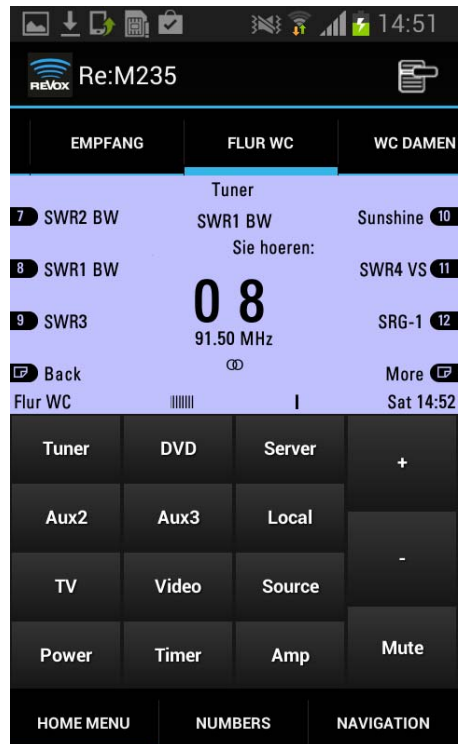 14:51
REVOX Re:M235
EMPFANG FLUR WC WC DAMEN
Tuner
7 SWR2 BW SWR1 BW Sunshine 10
Sie hoeren:
8 SWR1 BW SWR4 VS 11
08
9 SWR3 SRG-1 12
91.50 MHz
Back More
Flur WC Sat 14:52
Tuner DVD Server +
Aux2 Aux3 Local
-
TV Video Source
Power Timer Amp Mute
HOME MENU NUMBERS NAVIGATION